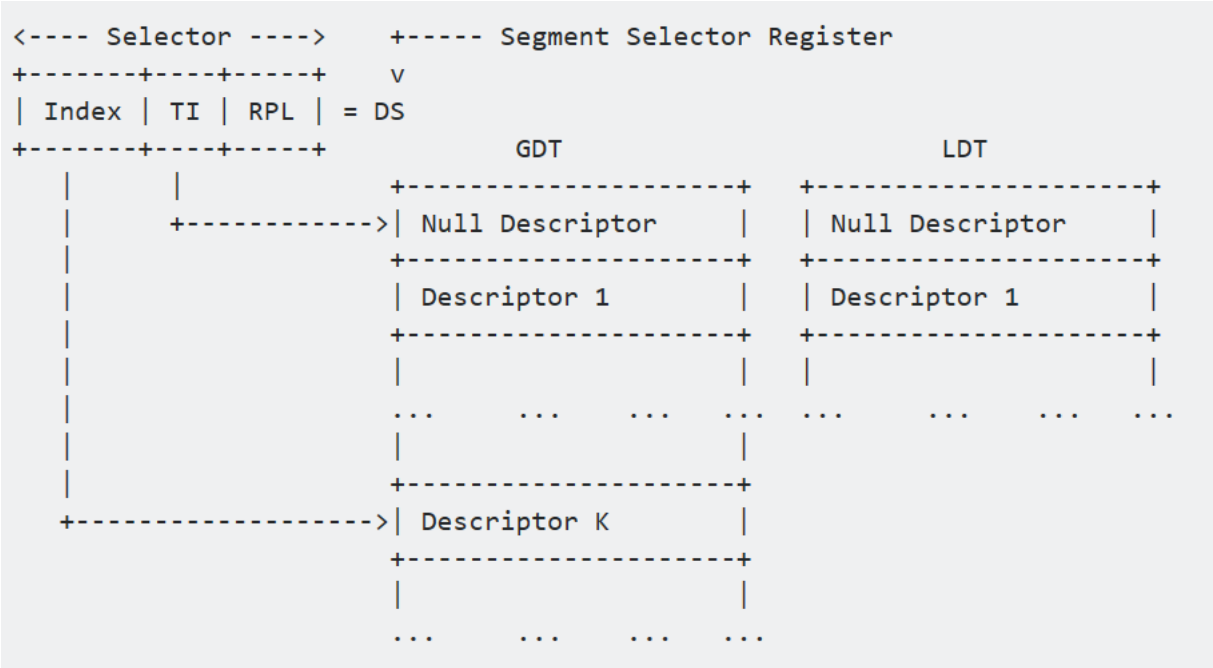 <---- Selector ---->    +----- Segment Selector Register
+-------+----+-----+    v
| Index | TI | RPL | = DS
+-------+----+-----+            GDT                        LDT
   |      |             +---------------------+   +---------------------+
   |      +------------>| Null Descriptor     |   | Null Descriptor     |
   |                    +---------------------+   +---------------------+
   |                    | Descriptor 1        |   | Descriptor 1        |
   |                    +---------------------+   +---------------------+
   |                    |                     |   |                     |
   |                    ...     ...    ...   ...  ...     ...    ...   ...
   |                    |                     |
   |                    +---------------------+
   +------------------->| Descriptor K        |
                        +---------------------+
                        |                     |
                        ...     ...    ...   ...